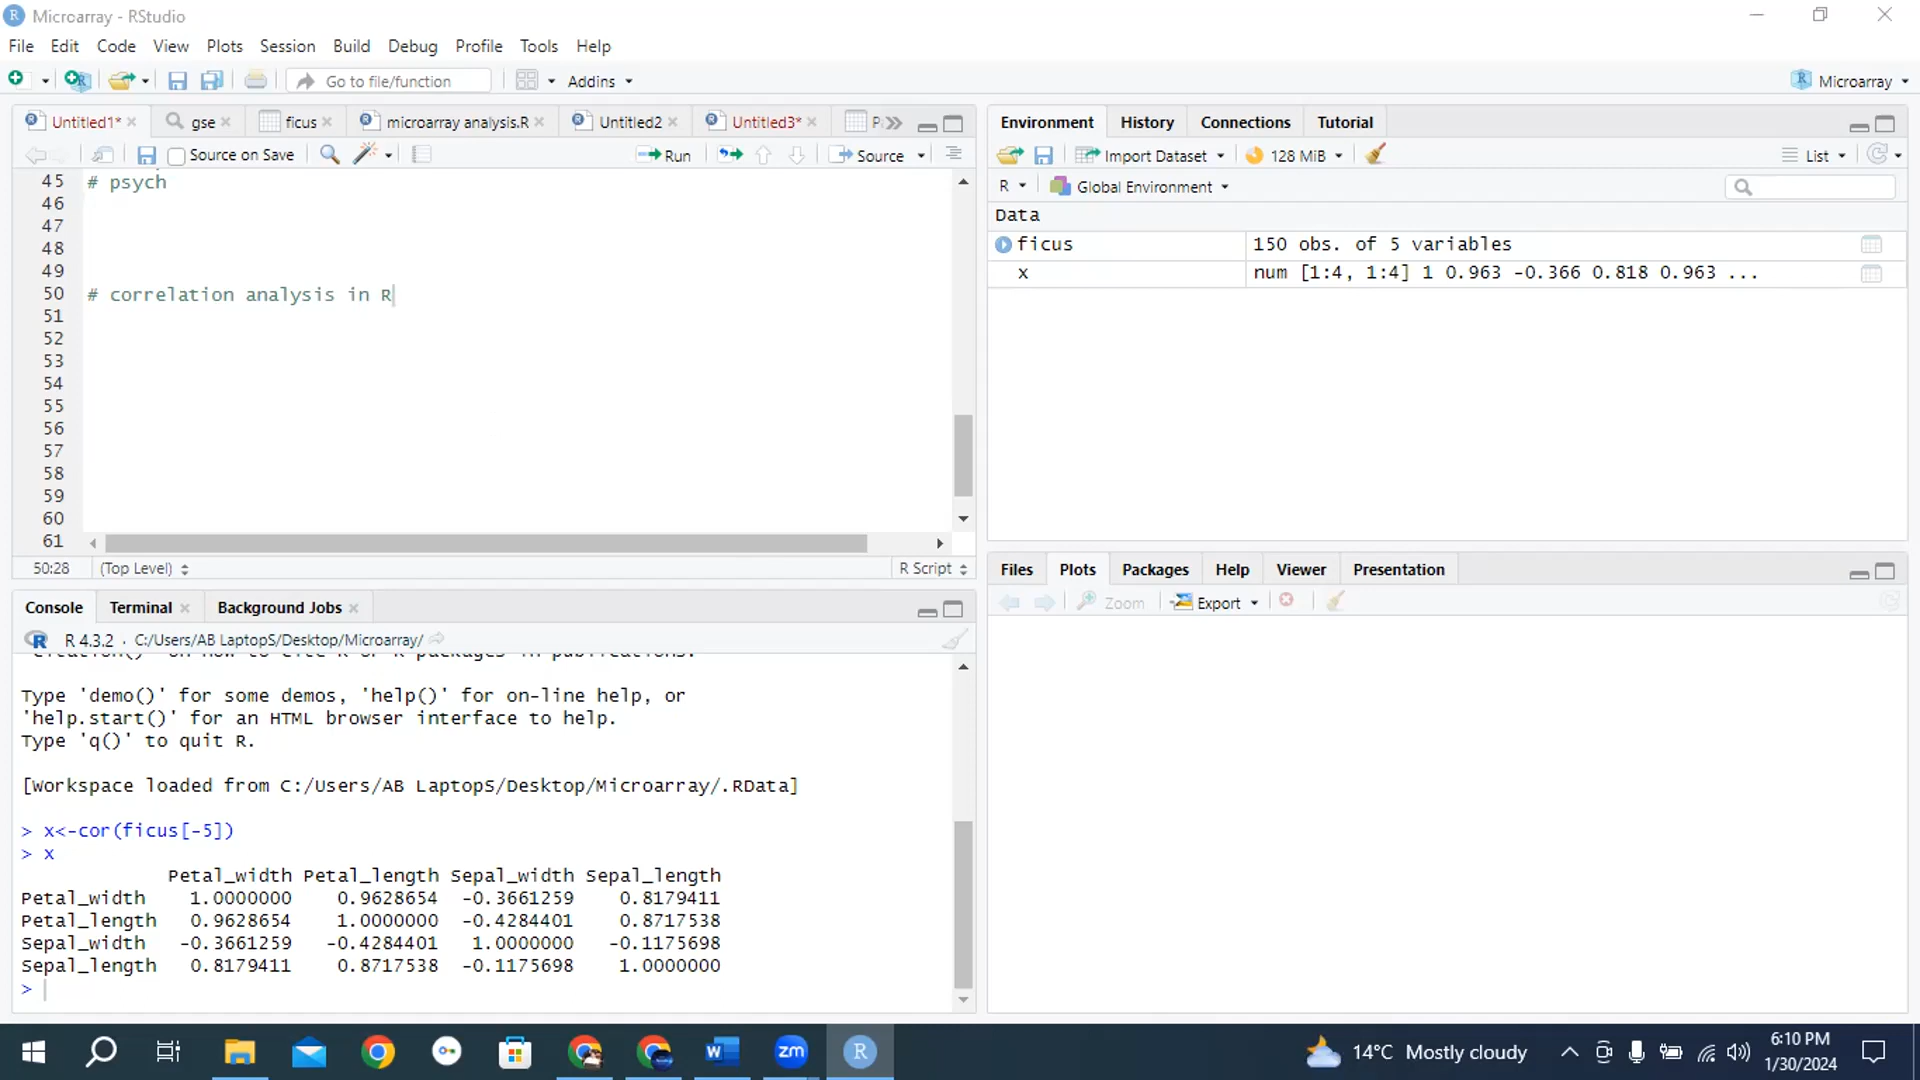 Microarray - RStudio
File Edit Code View Plots Session Build Debug Profile Tools Help
Go to file/function Addins Microarray
Untitled1* gse ficus microarray analysis.R Untitled2 Untitled3*
Source on Save Run Source
45 # psych
46
47
48
49
50 # correlation analysis in R
51
52
53
54
55
56
57
58
59
60
61
50:28 (Top Level) R Script
Console Terminal Background Jobs
R 4.3.2 · C:/Users/AB LaptopS/Desktop/Microarray/
'citation()' on how to cite R or R packages in publications.
Type 'demo()' for some demos, 'help()' for on-line help, or
'help.start()' for an HTML browser interface to help.
Type 'q()' to quit R.
[Workspace loaded from C:/Users/AB LaptopS/Desktop/Microarray/.RData]
> x<-cor(ficus[-5])
> x
Petal_width Petal_length Sepal_width Sepal_length
Petal_width 1.0000000 0.9628654 -0.3661259 0.8179411
Petal_length 0.9628654 1.0000000 -0.4284401 0.8717538
Sepal_width -0.3661259 -0.4284401 1.0000000 -0.1175698
Sepal_length 0.8179411 0.8717538 -0.1175698 1.0000000
>
Environment History Connections Tutorial
Import Dataset 128 MiB List
R Global Environment
Data
ficus 150 obs. of 5 variables
x num [1:4, 1:4] 1 0.963 -0.366 0.818 0.963 ...
Files Plots Packages Help Viewer Presentation
Zoom Export
14°C Mostly cloudy
6:10 PM
1/30/2024